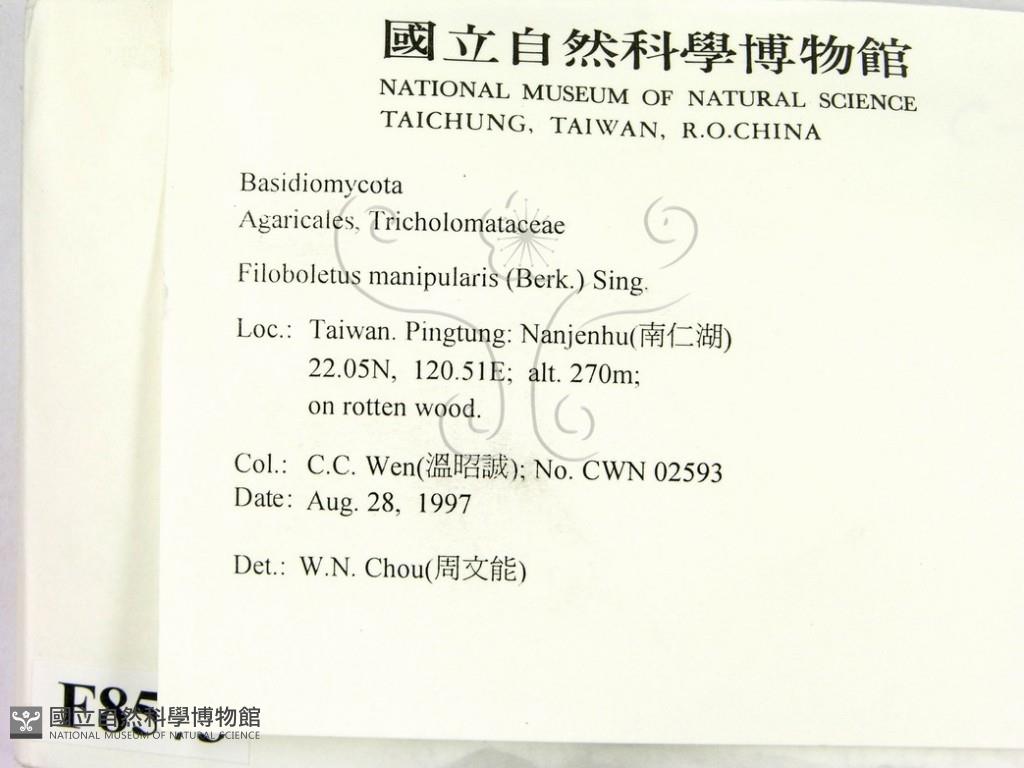 國立自然科學博物館
NATIONAL MUSEUM OF NATURAL SCIENCE
TAICHUNG, TAIWAN, R.O.CHINA
Basidiomycota
Agaricales, Tricholomataceae
Filoboletus manipularis (Berk.) Sing.
Loc.: Taiwan. Pingtung: Nanjenhu(南仁湖)
22.05N, 120.51E; alt. 270m;
on rotten wood.
Col.: C.C. Wen(溫昭誠); No. CWN 02593
Date: Aug. 28, 1997
Det.: W.N. Chou(周文能)
國立自然科學博物館
NATIONAL MUSEUM OF NATURAL SCIENCE